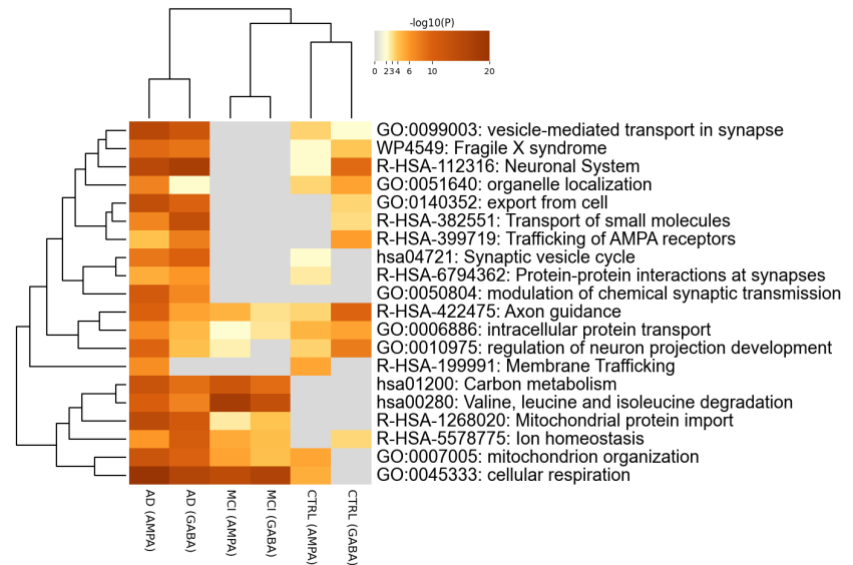 -log10(P)
0 2 3 4 6 10 20
GO:0099003: vesicle-mediated transport in synapse
WP4549: Fragile X syndrome
R-HSA-112316: Neuronal System
GO:0051640: organelle localization
GO:0140352: export from cell
R-HSA-382551: Transport of small molecules
R-HSA-399719: Trafficking of AMPA receptors
hsa04721: Synaptic vesicle cycle
R-HSA-6794362: Protein-protein interactions at synapses
GO:0050804: modulation of chemical synaptic transmission
R-HSA-422475: Axon guidance
GO:0006886: intracellular protein transport
GO:0010975: regulation of neuron projection development
R-HSA-199991: Membrane Trafficking
hsa01200: Carbon metabolism
hsa00280: Valine, leucine and isoleucine degradation
R-HSA-1268020: Mitochondrial protein import
R-HSA-5578775: Ion homeostasis
GO:0007005: mitochondrion organization
GO:0045333: cellular respiration
AD (AMPA)
AD (GABA)
MCI (AMPA)
MCI (GABA)
CTRL (AMPA)
CTRL (GABA)